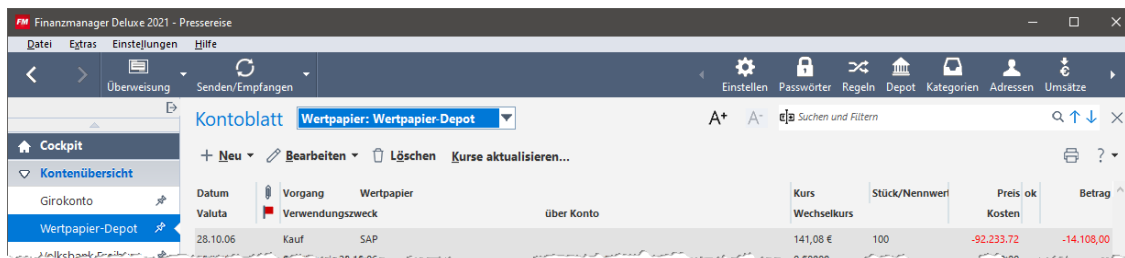 FM Finanzmanager Deluxe 2021 - Pressereise
Datei Extras Einstellungen Hilfe
Überweisung Senden/Empfangen Einstellen Passwörter Regeln Depot Kategorien Adressen Umsätze
Kontoblatt Wertpapier: Wertpapier-Depot A+ A- Suchen und Filtern
Cockpit
+ Neu Bearbeiten Löschen Kurse aktualisieren... ?
Kontenübersicht
Datum Vorgang Wertpapier Kurs Stück/Nennwert Preis ok Betrag
Girokonto
Valuta Verwendungszweck über Konto Wechselkurs Kosten
Wertpapier-Depot
28.10.06 Kauf SAP 141,08 € 100 -92.233.72 -14.108,00